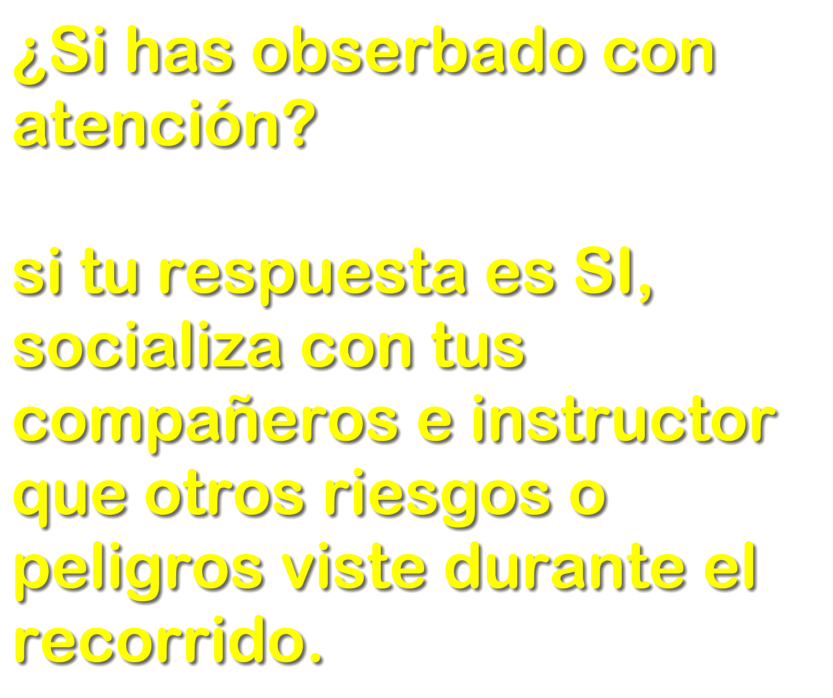 ¿Si has obserbado con
atención?
si tu respuesta es SI,
socializa con tus
compañeros e instructor
que otros riesgos o
peligros viste durante el
recorrido.